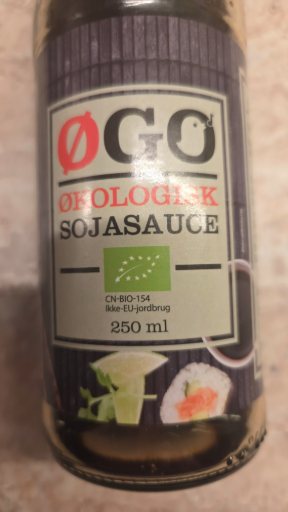 ØGO
ØKOLOGISK
SOJASAUCE
CN-BIO-154
Ikke-EU-jordbrug
250 ml